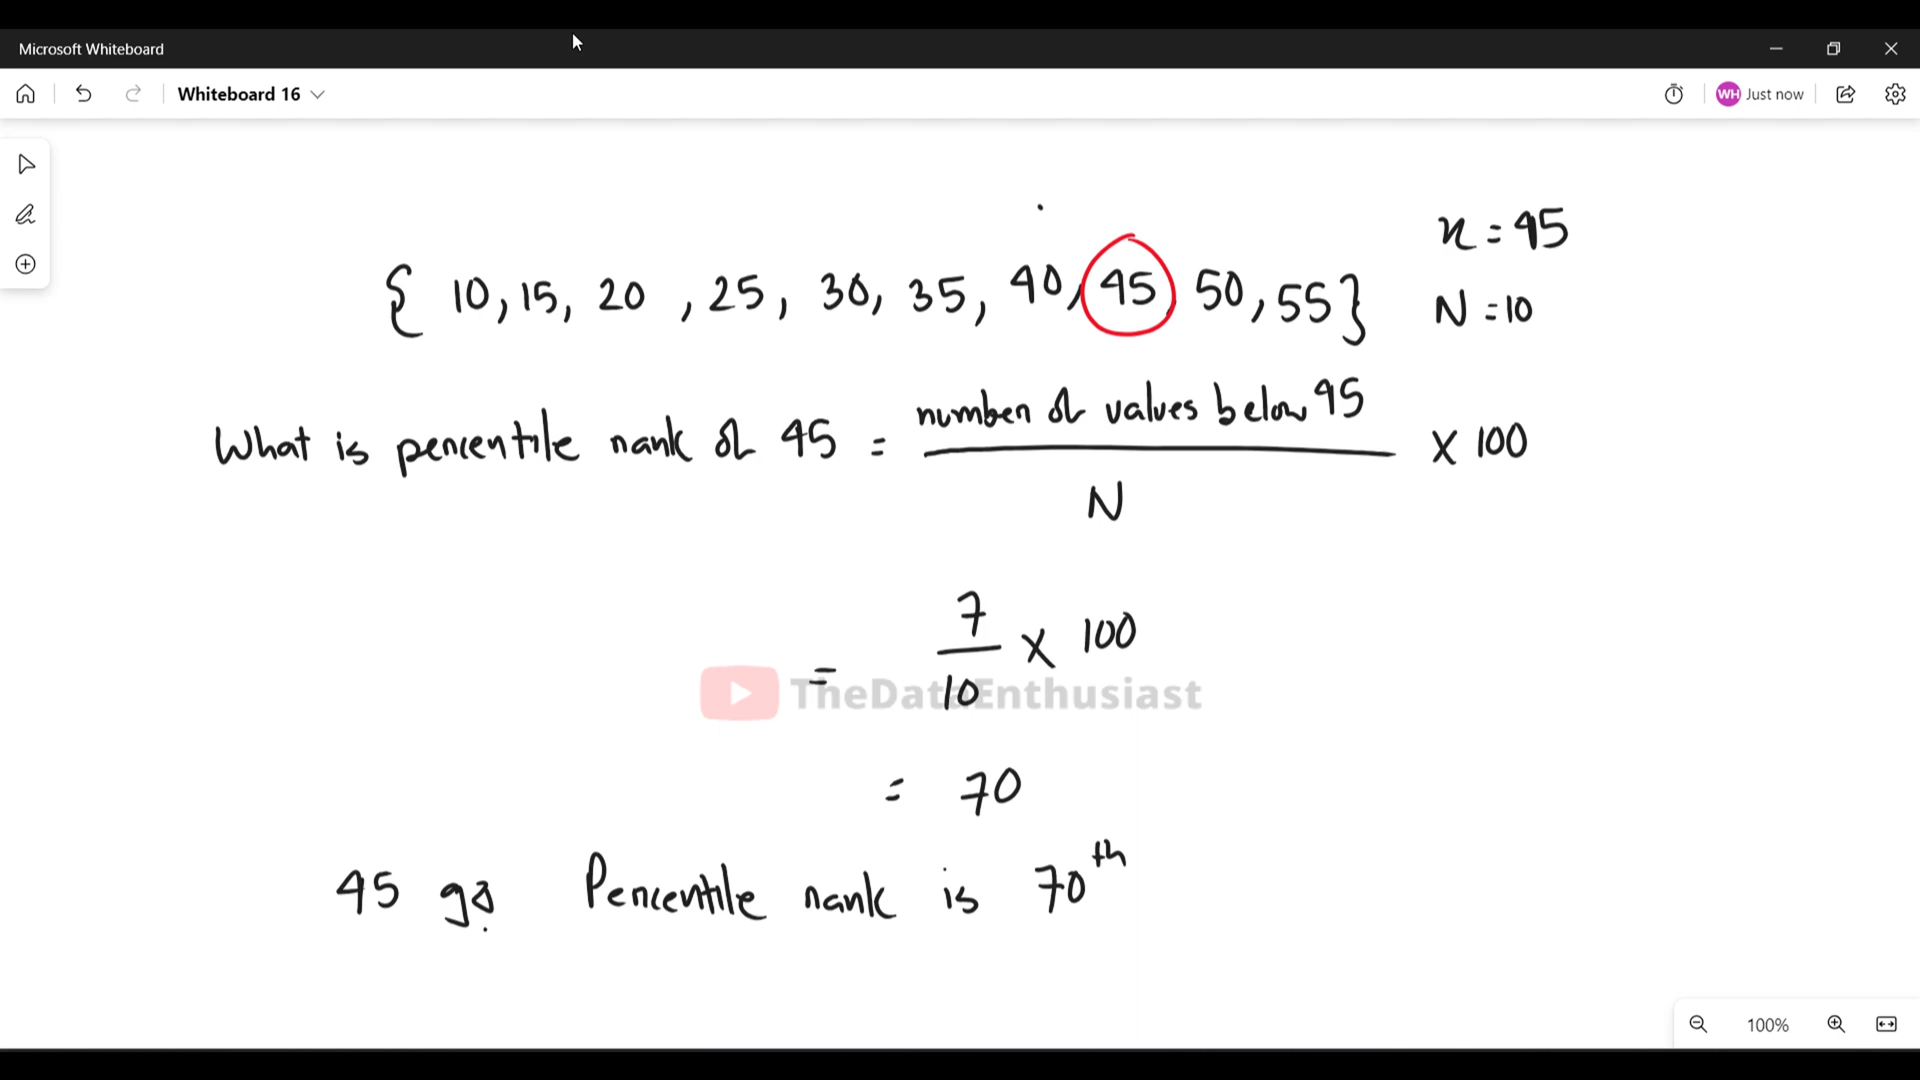 Microsoft Whiteboard
Whiteboard 16
WH Just now
x = 45
{ 10, 15, 20 , 25, 30, 35, 40, 45, 50, 55}
N = 10
What is percentile rank of 45 = number of values below 45 / N × 100
= 7 / 10 × 100
TheDataEnthusiast
= 70
45 এর Percentile rank is 70th
100%